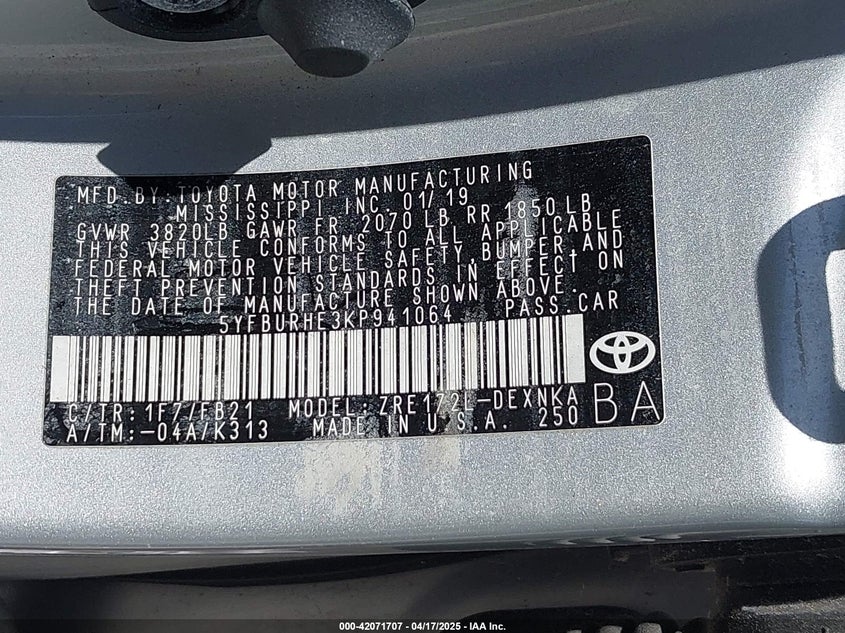 MFD.BY:TOYOTA MOTOR MANUFACTURING
MISSISSIPPI INC. 01/19
GVWR 3820LB GAWR FR. 2070 LB RR 1850 LB
THIS VEHICLE CONFORMS TO ALL APPLICABLE
FEDERAL MOTOR VEHICLE SAFETY,BUMPER,AND
THEFT PREVENTION STANDARDS IN EFFECT ON
THE DATE OF MANUFACTURE SHOWN ABOVE.
5YFBURHE3KP941064 PASS.CAR
C/TR:1F7/FB21 MODEL:ZRE172L-DEXNKA
A/TM:-04A/K313 MADE IN U.S.A. 250
BA
000-42071707 - 04/17/2025 - IAA Inc.